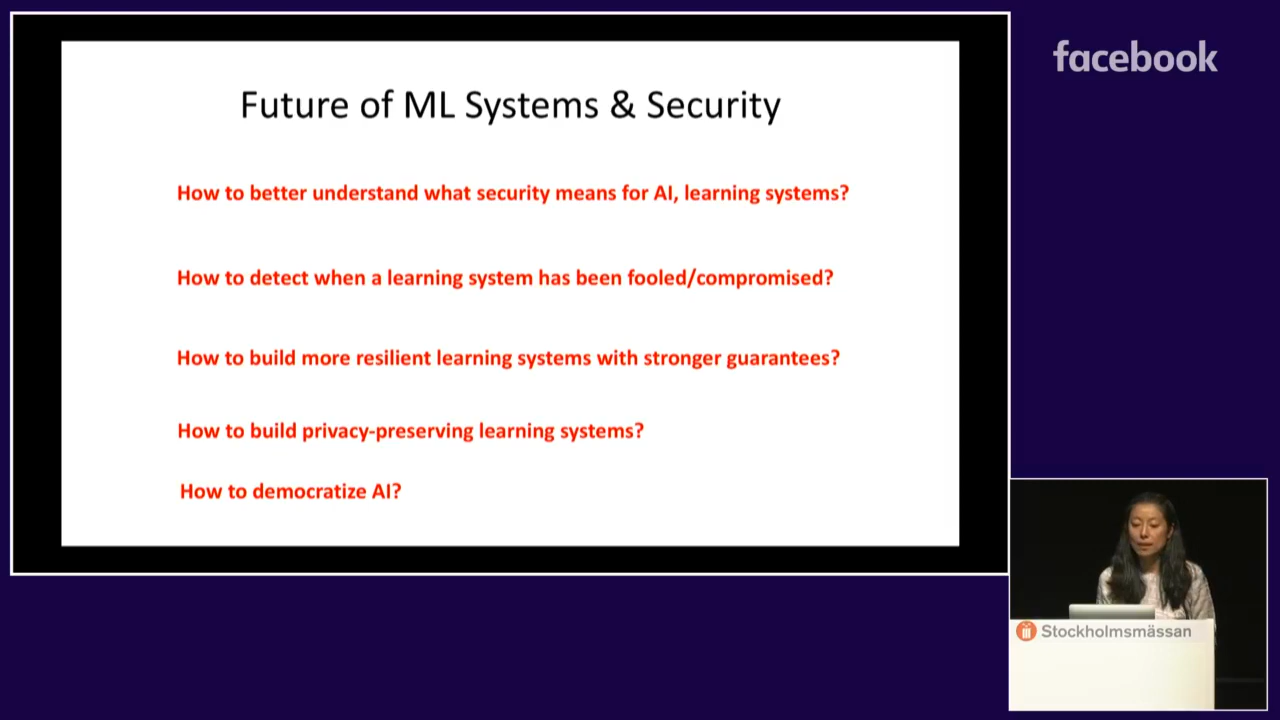 facebook
Future of ML Systems & Security
How to better understand what security means for AI, learning systems?
How to detect when a learning system has been fooled/compromised?
How to build more resilient learning systems with stronger guarantees?
How to build privacy-preserving learning systems?
How to democratize AI?
Stockholmsmässan